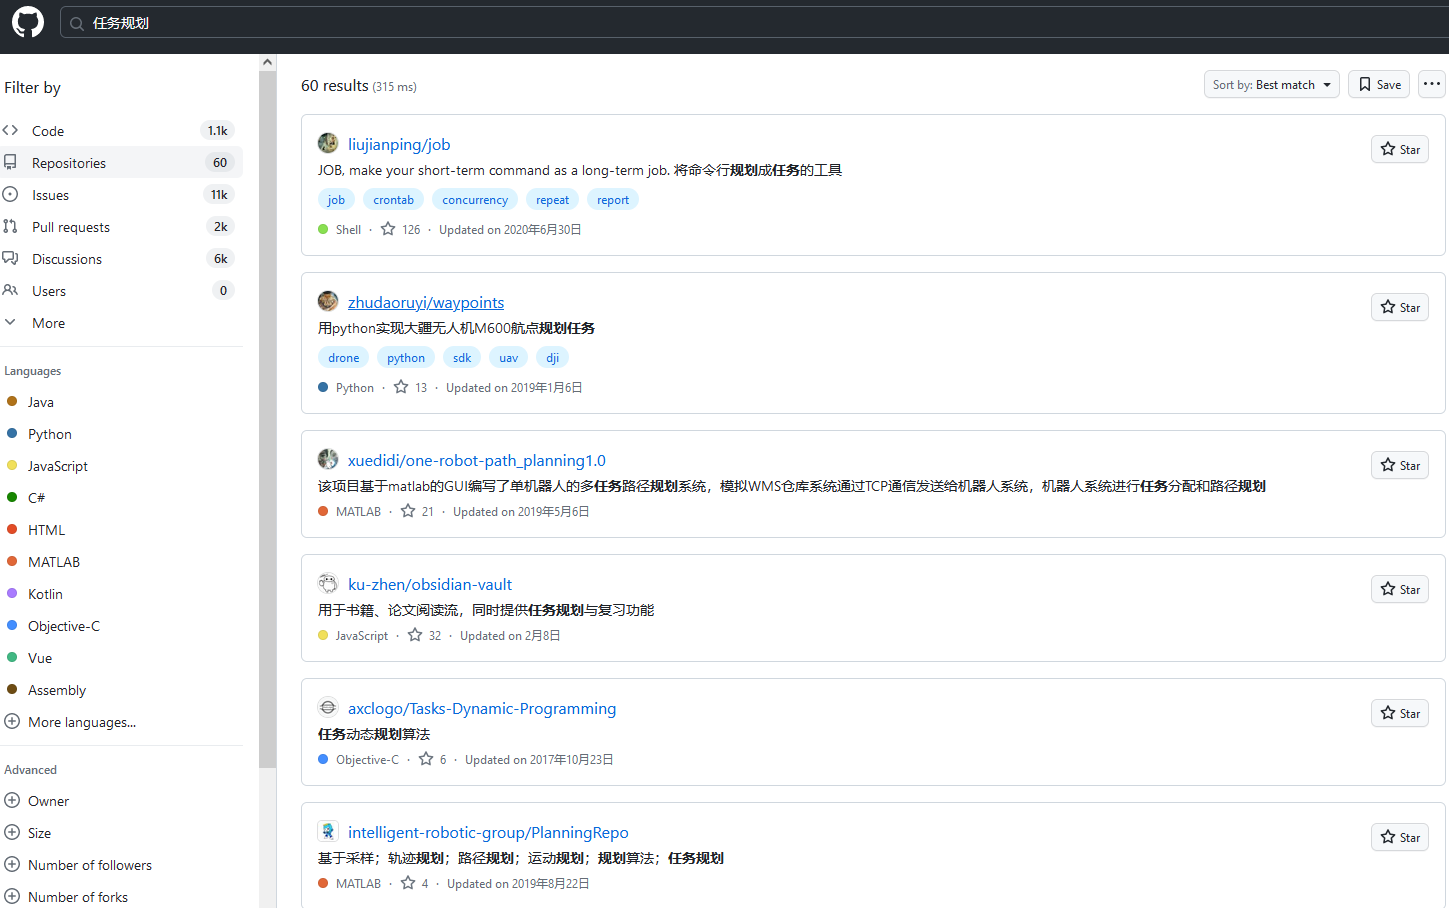 任务规划
Filter by
Code 1.1k
Repositories 60
Issues 11k
Pull requests 2k
Discussions 6k
Users 0
More
Languages
Java
Python
JavaScript
C#
HTML
MATLAB
Kotlin
Objective-C
Vue
Assembly
More languages...
Advanced
Owner
Size
Number of followers
Number of forks
60 results (315 ms)
Sort by: Best match
Save
liujianping/job
Star
JOB, make your short-term command as a long-term job. 将命令行规划成任务的工具
job crontab concurrency repeat report
Shell · 126 · Updated on 2020年6月30日
zhudaoruyi/waypoints
Star
用python实现大疆无人机M600航点规划任务
drone python sdk uav dji
Python · 13 · Updated on 2019年1月6日
xuedidi/one-robot-path_planning1.0
Star
该项目基于matlab的GUI编写了单机器人的多任务路径规划系统，模拟WMS仓库系统通过TCP通信发送给机器人系统，机器人系统进行任务分配和路径规划
MATLAB · 21 · Updated on 2019年5月6日
ku-zhen/obsidian-vault
Star
用于书籍、论文阅读流，同时提供任务规划与复习功能
JavaScript · 32 · Updated on 2月8日
axclogo/Tasks-Dynamic-Programming
Star
任务动态规划算法
Objective-C · 6 · Updated on 2017年10月23日
intelligent-robotic-group/PlanningRepo
Star
基于采样；轨迹规划；路径规划；运动规划；规划算法；任务规划
MATLAB · 4 · Updated on 2019年8月22日